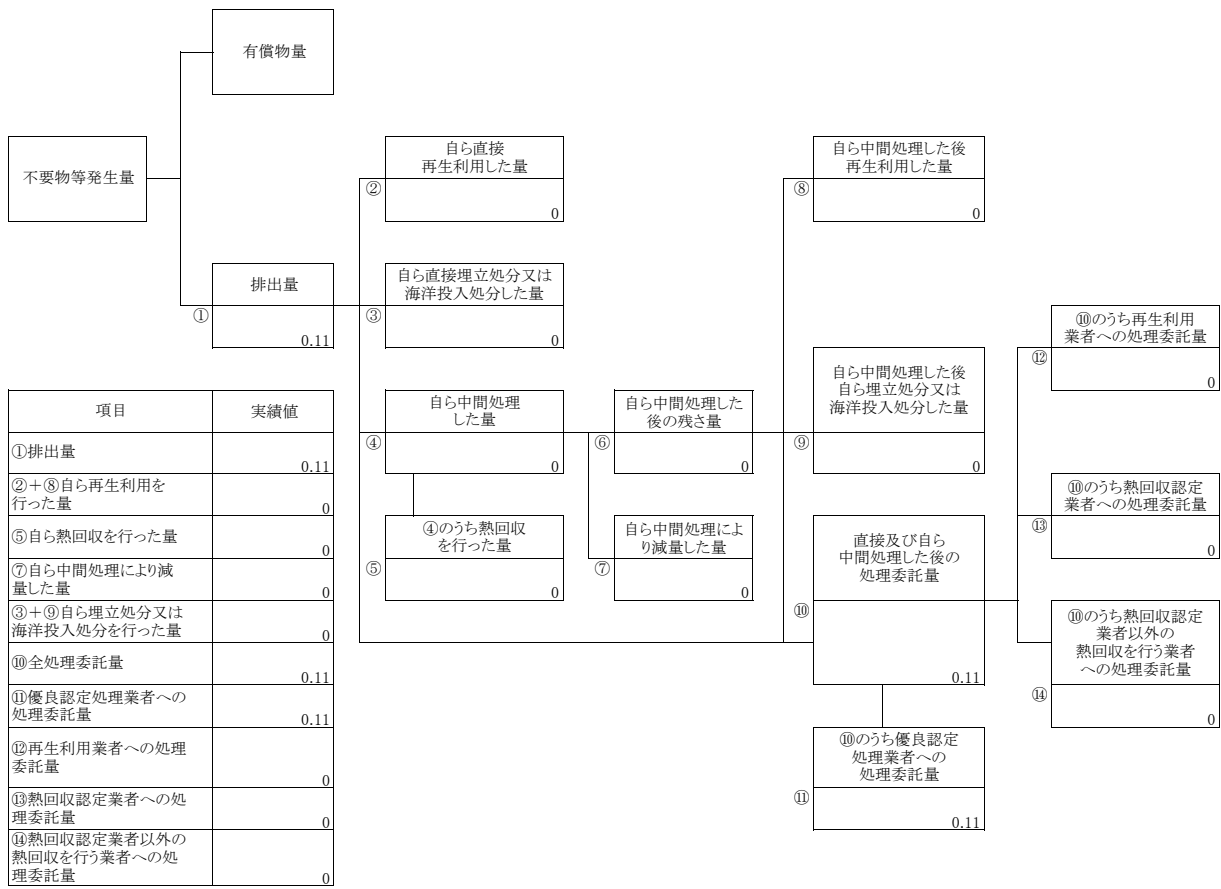 有償物量
不要物等発生量
排出量
①
0.11
自ら直接
再生利用した量
②
0
自ら直接埋立処分又は
海洋投入処分した量
③
0
自ら中間処理
した量
④
0
④のうち熱回収
を行った量
⑤
0
自ら中間処理した
後の残さ量
⑥
0
自ら中間処理によ
り減量した量
⑦
0
自ら中間処理した後
再生利用した量
⑧
0
自ら中間処理した後
自ら埋立処分又は
海洋投入処分した量
⑨
0
直接及び自ら
中間処理した後の
処理委託量
⑩
0.11
⑩のうち優良認定
処理業者への
処理委託量
⑪
0.11
⑩のうち再生利用
業者への処理委託量
⑫
0
⑩のうち熱回収認定
業者への処理委託量
⑬
0
⑩のうち熱回収認定
業者以外の
熱回収を行う業者
への処理委託量
⑭
0
項目 実績値
①排出量
0.11
②+⑧自ら再生利用を
行った量
0
⑤自ら熱回収を行った量
0
⑦自ら中間処理により減
量した量
0
③+⑨自ら埋立処分又は
海洋投入処分を行った量
0
⑩全処理委託量
0.11
⑪優良認定処理業者への
処理委託量
0.11
⑫再生利用業者への処理
委託量
0
⑬熱回収認定業者への処
理委託量
0
⑭熱回収認定業者以外の
熱回収を行う業者への処
理委託量
0